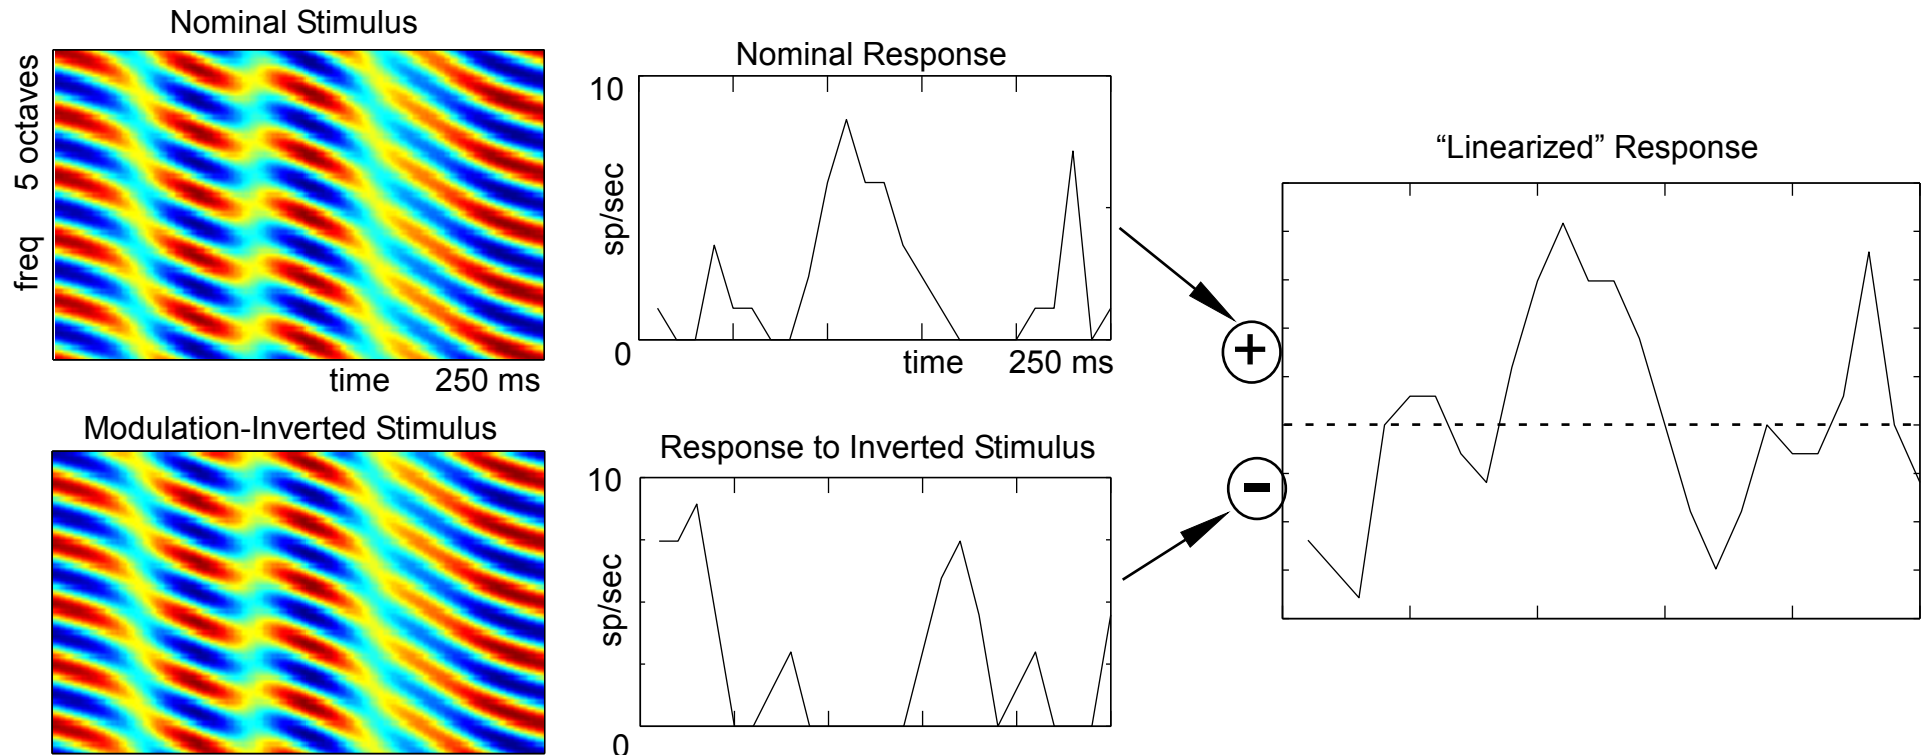 Nominal Stimulus
freq 5 octaves
time 250 ms
Nominal Response
10
sp/sec
0
time 250 ms
Modulation-Inverted Stimulus
Response to Inverted Stimulus
10
sp/sec
0
+
-
“Linearized” Response